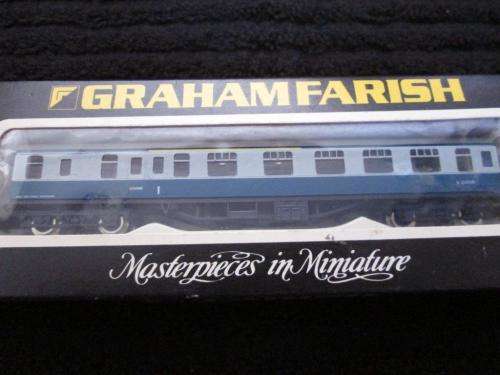 GRAHAM FARISH
Masterpieces in Miniature